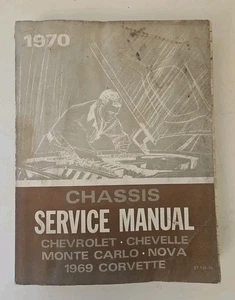 1970
CHASSIS
SERVICE MANUAL
CHEVROLET · CHEVELLE
MONTE CARLO · NOVA
1969 CORVETTE